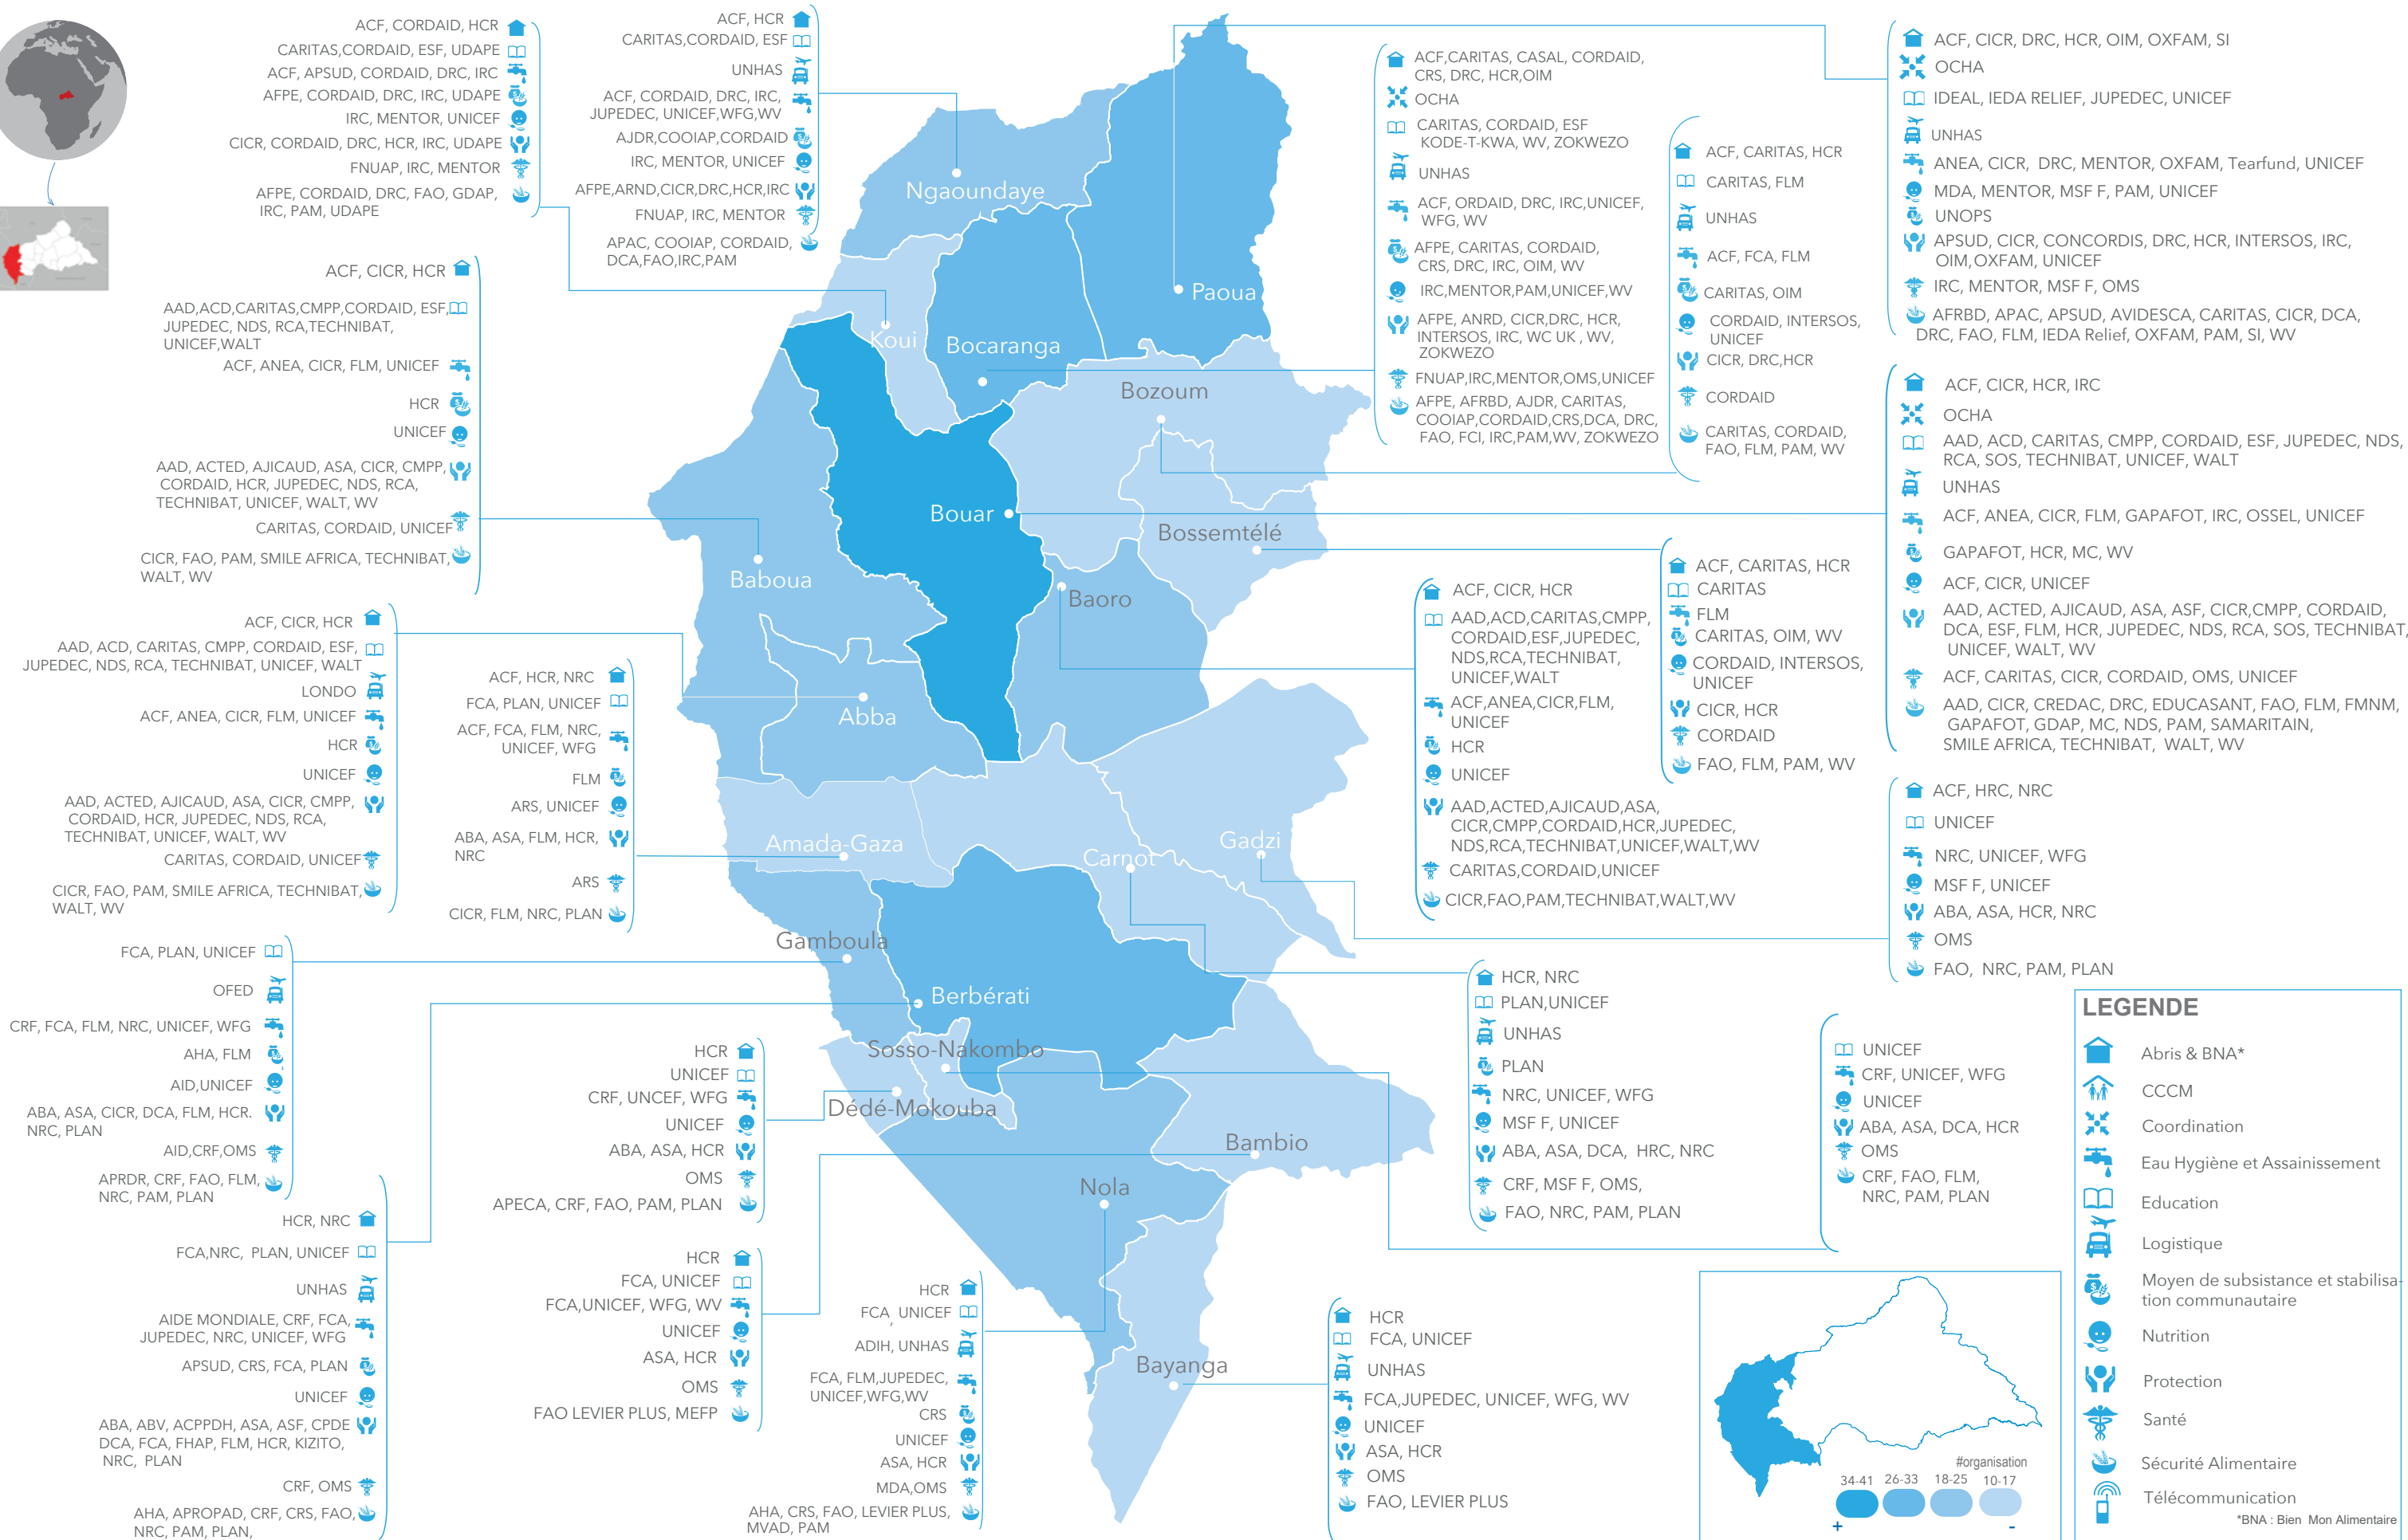 ACF, CORDAID, HCR
CARITAS,CORDAID, ESF, UDAPE
ACF, APSUD, CORDAID, DRC, IRC
AFPE, CORDAID, DRC, IRC, UDAPE
IRC, MENTOR, UNICEF
CICR, CORDAID, DRC, HCR, IRC, UDAPE
FNUAP, IRC, MENTOR
AFPE, CORDAID, DRC, FAO, GDAP,
IRC, PAM, UDAPE
ACF, HCR
CARITAS,CORDAID, ESF
UNHAS
ACF, CORDAID, DRC, IRC,
JUPEDEC, UNICEF,WFG,WV
AJDR,COOIAP,CORDAID
IRC, MENTOR, UNICEF
AFPE,ARND,CICR,DRC,HCR,IRC
FNUAP, IRC, MENTOR
APAC, COOIAP, CORDAID,
DCA,FAO,IRC,PAM
ACF,CARITAS, CASAL, CORDAID,
CRS, DRC, HCR,OIM
OCHA
CARITAS, CORDAID, ESF
KODE-T-KWA, WV, ZOKWEZO
UNHAS
ACF, ORDAID, DRC, IRC,UNICEF,
WFG, WV
AFPE, CARITAS, CORDAID,
CRS, DRC, IRC, OIM, WV
IRC,MENTOR,PAM,UNICEF,WV
AFPE, ANRD, CICR,DRC, HCR,
INTERSOS, IRC, WC UK , WV,
ZOKWEZO
FNUAP,IRC,MENTOR,OMS,UNICEF
AFPE, AFRBD, AJDR, CARITAS,
COOIAP,CORDAID,CRS,DCA, DRC,
FAO, FCI, IRC,PAM,WV, ZOKWEZO
ACF, CARITAS, HCR
CARITAS, FLM
UNHAS
ACF, FCA, FLM
CARITAS, OIM
CORDAID, INTERSOS,
UNICEF
CICR, DRC,HCR
CORDAID
CARITAS, CORDAID,
FAO, FLM, PAM, WV
ACF, CICR, DRC, HCR, OIM, OXFAM, SI
OCHA
IDEAL, IEDA RELIEF, JUPEDEC, UNICEF
UNHAS
ANEA, CICR, DRC, MENTOR, OXFAM, Tearfund, UNICEF
MDA, MENTOR, MSF F, PAM, UNICEF
UNOPS
APSUD, CICR, CONCORDIS, DRC, HCR, INTERSOS, IRC,
OIM,OXFAM, UNICEF
IRC, MENTOR, MSF F, OMS
AFRBD, APAC, APSUD, AVIDESCA, CARITAS, CICR, DCA,
DRC, FAO, FLM, IEDA Relief, OXFAM, PAM, SI, WV
ACF, CICR, HCR
AAD,ACD,CARITAS,CMPP,CORDAID, ESF,
JUPEDEC, NDS, RCA,TECHNIBAT,
UNICEF,WALT
ACF, ANEA, CICR, FLM, UNICEF
HCR
UNICEF
AAD, ACTED, AJICAUD, ASA, CICR, CMPP,
CORDAID, HCR, JUPEDEC, NDS, RCA,
TECHNIBAT, UNICEF, WALT, WV
CARITAS, CORDAID, UNICEF
CICR, FAO, PAM, SMILE AFRICA, TECHNIBAT,
WALT, WV
ACF, CICR, HCR, IRC
OCHA
AAD, ACD, CARITAS, CMPP, CORDAID, ESF, JUPEDEC, NDS,
RCA, SOS, TECHNIBAT, UNICEF, WALT
UNHAS
ACF, ANEA, CICR, FLM, GAPAFOT, IRC, OSSEL, UNICEF
GAPAFOT, HCR, MC, WV
ACF, CICR, UNICEF
AAD, ACTED, AJICAUD, ASA, ASF, CICR,CMPP, CORDAID,
DCA, ESF, FLM, HCR, JUPEDEC, NDS, RCA, SOS, TECHNIBAT,
UNICEF, WALT, WV
ACF, CARITAS, CICR, CORDAID, OMS, UNICEF
AAD, CICR, CREDAC, DRC, EDUCASANT, FAO, FLM, FMNM,
GAPAFOT, GDAP, MC, NDS, PAM, SAMARITAIN,
SMILE AFRICA, TECHNIBAT, WALT, WV
Ngaoundaye
Paoua
Koui
Bocaranga
Bozoum
Bouar
Bossemtélé
Baboua
Baoro
Abba
Amada-Gaza
Carnot
Gadzi
Gamboula
Berbérati
Sosso-Nakombo
Dédé-Mokouba
Bambio
Nola
Bayanga
ACF, CICR, HCR
AAD, ACD, CARITAS, CMPP, CORDAID, ESF,
JUPEDEC, NDS, RCA, TECHNIBAT, UNICEF, WALT
LONDO
ACF, ANEA, CICR, FLM, UNICEF
HCR
UNICEF
AAD, ACTED, AJICAUD, ASA, CICR, CMPP,
CORDAID, HCR, JUPEDEC, NDS, RCA,
TECHNIBAT, UNICEF, WALT, WV
CARITAS, CORDAID, UNICEF
CICR, FAO, PAM, SMILE AFRICA, TECHNIBAT,
WALT, WV
ACF, HCR, NRC
FCA, PLAN, UNICEF
ACF, FCA, FLM, NRC,
UNICEF, WFG
FLM
ARS, UNICEF
ABA, ASA, FLM, HCR,
NRC
ARS
CICR, FLM, NRC, PLAN
ACF, CICR, HCR
AAD,ACD,CARITAS,CMPP,
CORDAID,ESF,JUPEDEC,
NDS,RCA,TECHNIBAT,
UNICEF,WALT
ACF,ANEA,CICR,FLM,
UNICEF
HCR
UNICEF
AAD,ACTED,AJICAUD,ASA,
CICR,CMPP,CORDAID,HCR,JUPEDEC,
NDS,RCA,TECHNIBAT,UNICEF,WALT,WV
CARITAS,CORDAID,UNICEF
CICR,FAO,PAM,TECHNIBAT,WALT,WV
ACF, CARITAS, HCR
CARITAS
FLM
CARITAS, OIM, WV
CORDAID, INTERSOS,
UNICEF
CICR, HCR
CORDAID
FAO, FLM, PAM, WV
ACF, HRC, NRC
UNICEF
NRC, UNICEF, WFG
MSF F, UNICEF
ABA, ASA, HCR, NRC
OMS
FAO, NRC, PAM, PLAN
FCA, PLAN, UNICEF
OFED
CRF, FCA, FLM, NRC, UNICEF, WFG
AHA, FLM
AID,UNICEF
ABA, ASA, CICR, DCA, FLM, HCR.
NRC, PLAN
AID,CRF,OMS
APRDR, CRF, FAO, FLM,
NRC, PAM, PLAN
HCR, NRC
FCA,NRC, PLAN, UNICEF
UNHAS
AIDE MONDIALE, CRF, FCA,
JUPEDEC, NRC, UNICEF, WFG
APSUD, CRS, FCA, PLAN
UNICEF
ABA, ABV, ACPPDH, ASA, ASF, CPDE
DCA, FCA, FHAP, FLM, HCR, KIZITO,
NRC, PLAN
CRF, OMS
AHA, APROPAD, CRF, CRS, FAO,
NRC, PAM, PLAN,
HCR
UNICEF
CRF, UNCEF, WFG
UNICEF
ABA, ASA, HCR
OMS
APECA, CRF, FAO, PAM, PLAN
HCR
FCA, UNICEF
FCA,UNICEF, WFG, WV
UNICEF
ASA, HCR
OMS
FAO LEVIER PLUS, MEFP
HCR
FCA, UNICEF
ADIH, UNHAS
FCA, FLM,JUPEDEC,
UNICEF,WFG,WV
CRS
UNICEF
ASA, HCR
MDA,OMS
AHA, CRS, FAO, LEVIER PLUS,
MVAD, PAM
HCR, NRC
PLAN,UNICEF
UNHAS
PLAN
NRC, UNICEF, WFG
MSF F, UNICEF
ABA, ASA, DCA, HRC, NRC
CRF, MSF F, OMS,
FAO, NRC, PAM, PLAN
UNICEF
CRF, UNICEF, WFG
UNICEF
ABA, ASA, DCA, HCR
OMS
CRF, FAO, FLM,
NRC, PAM, PLAN
HCR
FCA, UNICEF
UNHAS
FCA,JUPEDEC, UNICEF, WFG, WV
UNICEF
ASA, HCR
OMS
FAO, LEVIER PLUS
#organisation
34-41 26-33 18-25 10-17
+ -
LEGENDE
Abris & BNA*
CCCM
Coordination
Eau Hygiène et Assainissement
Education
Logistique
Moyen de subsistance et stabilisa-
tion communautaire
Nutrition
Protection
Santé
Sécurité Alimentaire
Télécommunication
*BNA : Bien Mon Alimentaire